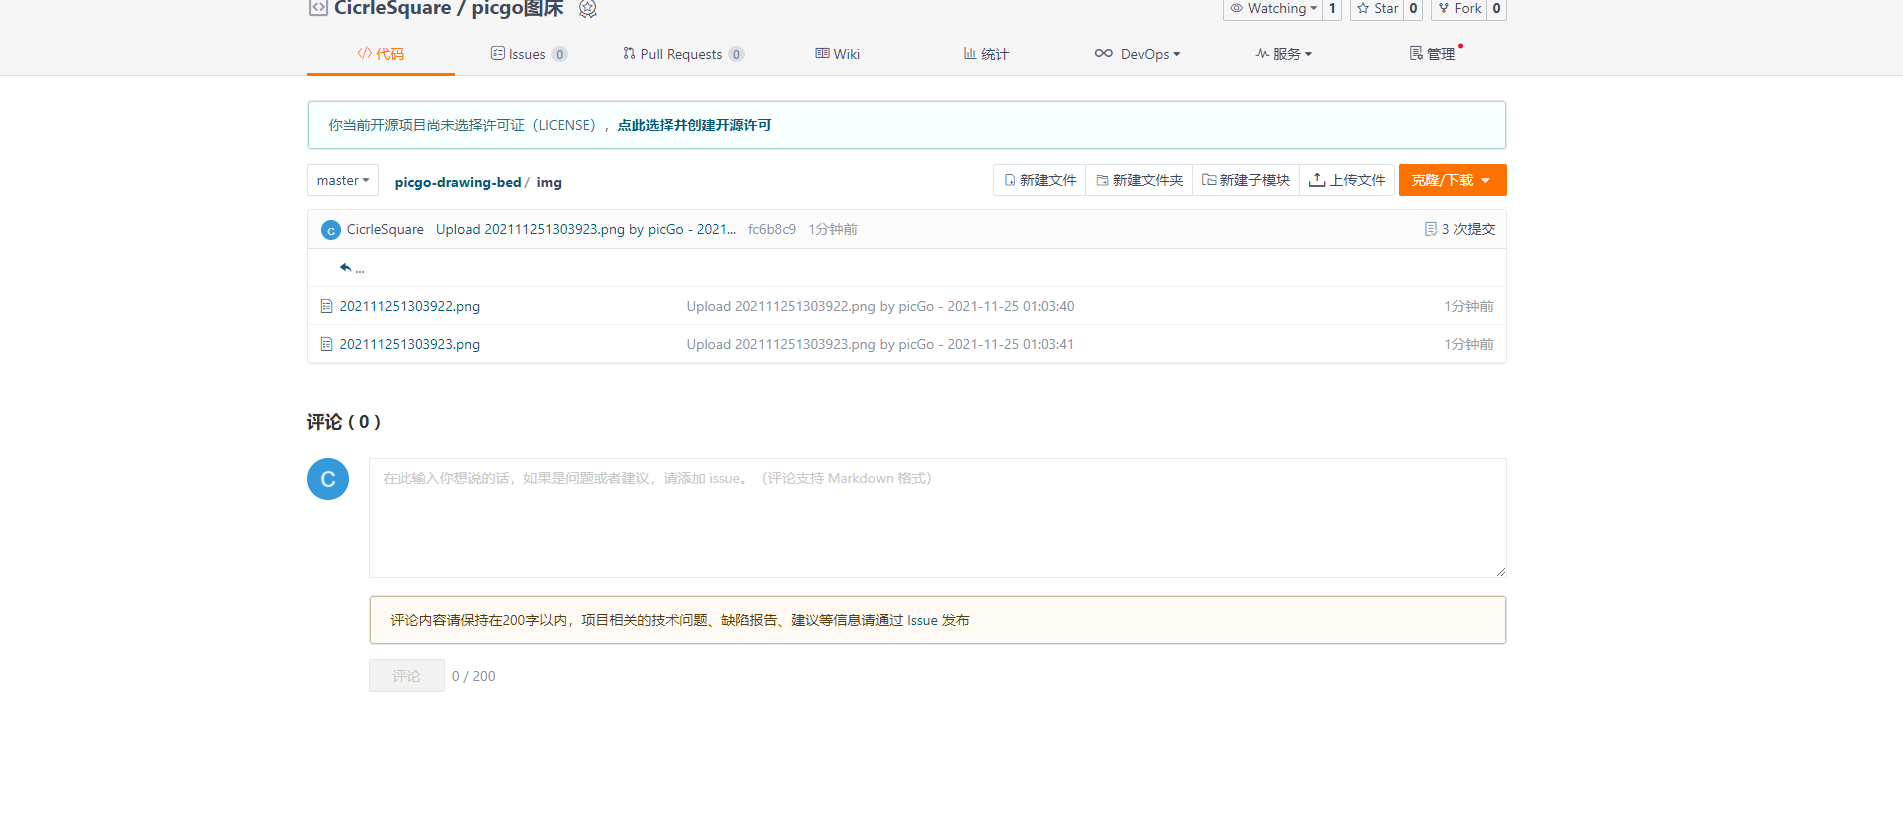 CicrleSquare / picgo图床 Watching 1 Star 0 Fork 0
代码 Issues 0 Pull Requests 0 Wiki 统计 DevOps 服务 管理
你当前开源项目尚未选择许可证（LICENSE），点此选择并创建开源许可
master picgo-drawing-bed / img 新建文件 新建文件夹 新建子模块 上传文件 克隆/下载
C CicrleSquare Upload 202111251303923.png by picGo - 2021... fc6b8c9 1分钟前 3 次提交
...
202111251303922.png Upload 202111251303922.png by picGo - 2021-11-25 01:03:40 1分钟前
202111251303923.png Upload 202111251303923.png by picGo - 2021-11-25 01:03:41 1分钟前
评论 ( 0 )
C 在此输入你想说的话，如果是问题或者建议，请添加 issue。（评论支持 Markdown 格式）
评论内容请保持在200字以内，项目相关的技术问题、缺陷报告、建议等信息请通过 Issue 发布
评论 0 / 200